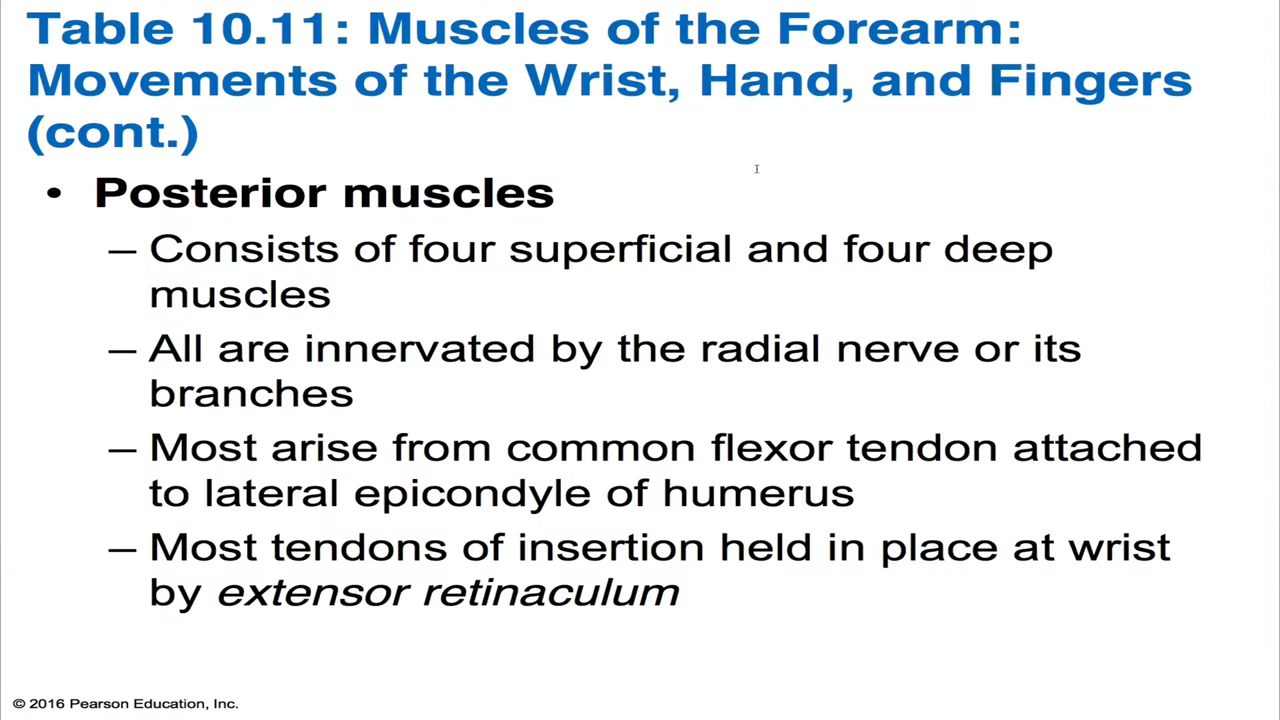 Table 10.11: Muscles of the Forearm:
Movements of the Wrist, Hand, and Fingers
(cont.)
• Posterior muscles
– Consists of four superficial and four deep
muscles
– All are innervated by the radial nerve or its
branches
– Most arise from common flexor tendon attached
to lateral epicondyle of humerus
– Most tendons of insertion held in place at wrist
by extensor retinaculum
© 2016 Pearson Education, Inc.